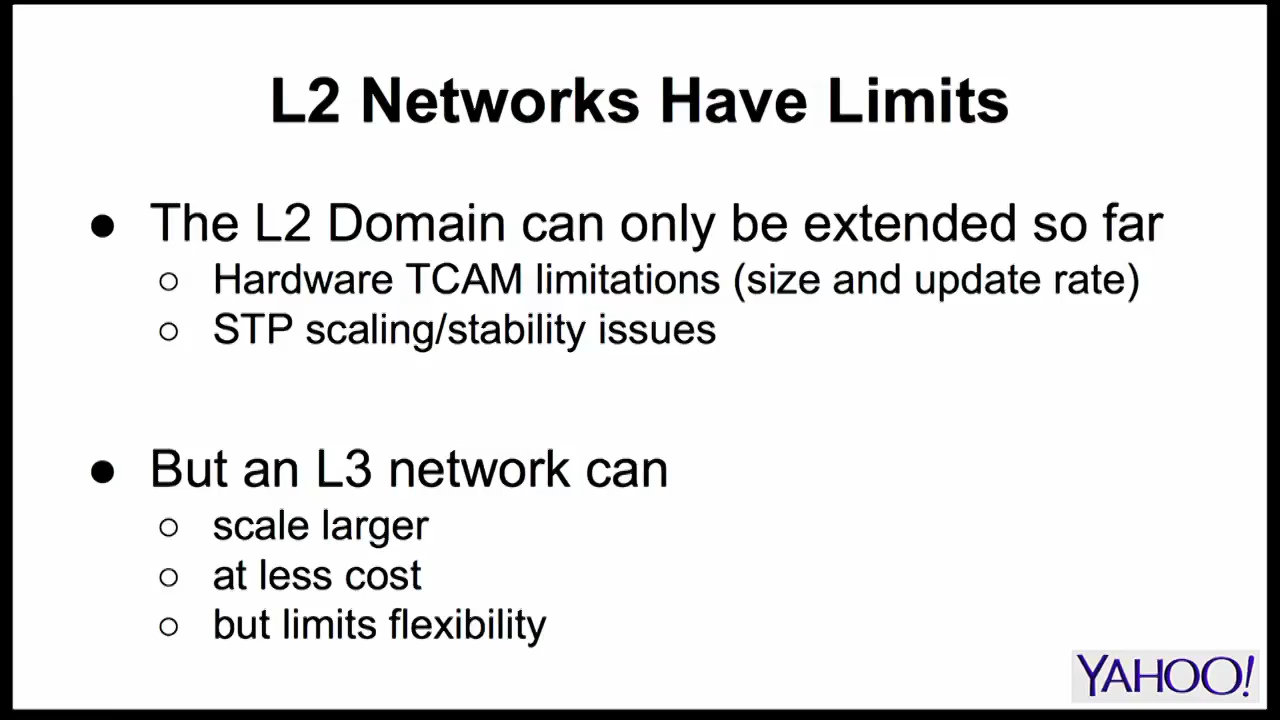 L2 Networks Have Limits
● The L2 Domain can only be extended so far
○ Hardware TCAM limitations (size and update rate)
○ STP scaling/stability issues
● But an L3 network can
○ scale larger
○ at less cost
○ but limits flexibility
YAHOO!